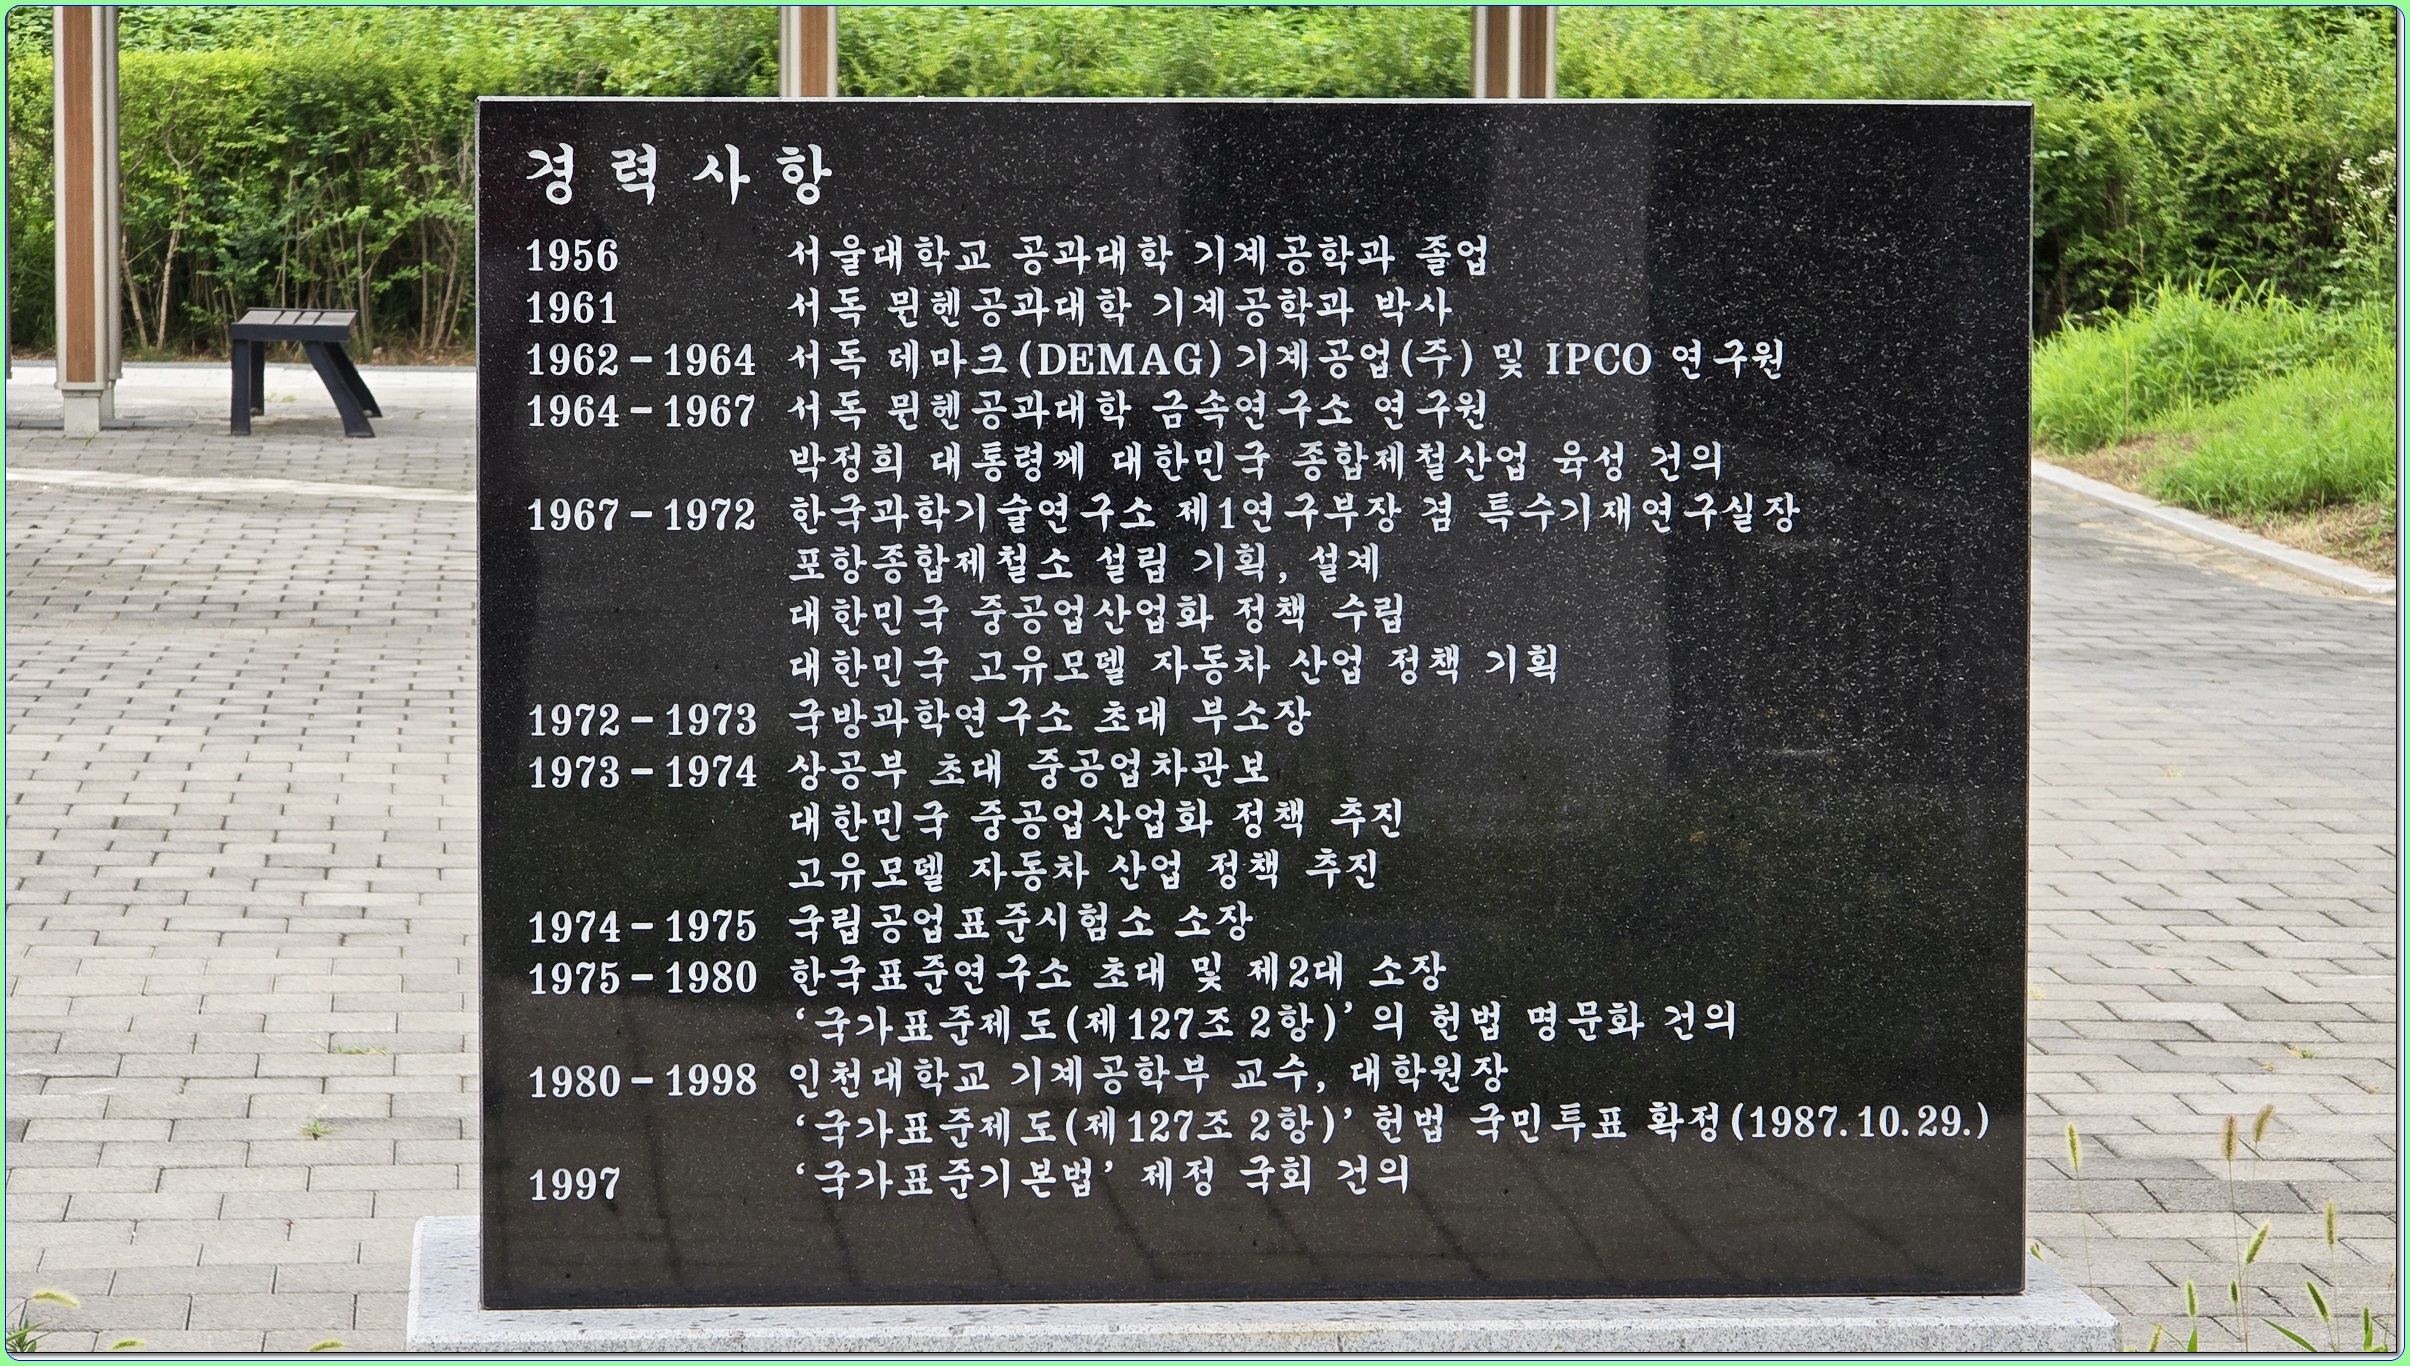 경력사항
1956 서울대학교 공과대학 기계공학과 졸업
1961 서독 뮌헨공과대학 기계공학과 박사
1962-1964 서독 데마크(DEMAG)기계공업(주) 및 IPCO 연구원
1964-1967 서독 뮌헨공과대학 금속연구소 연구원
박정희 대통령께 대한민국 종합제철산업 육성 건의
1967-1972 한국과학기술연구소 제1연구부장 겸 특수기재연구실장
포항종합제철소 설립 기획, 설계
대한민국 중공업산업화 정책 수립
대한민국 고유모델 자동차 산업 정책 기획
1972-1973 국방과학연구소 초대 부소장
1973-1974 상공부 초대 중공업차관보
대한민국 중공업산업화 정책 추진
고유모델 자동차 산업 정책 추진
1974-1975 국립공업표준시험소 소장
1975-1980 한국표준연구소 초대 및 제2대 소장
‘국가표준제도(제127조 2항)’의 헌법 명문화 건의
1980-1998 인천대학교 기계공학부 교수, 대학원장
‘국가표준제도(제127조 2항)’ 헌법 국민투표 확정(1987.10.29.)
1997 ‘국가표준기본법’ 제정 국회 건의